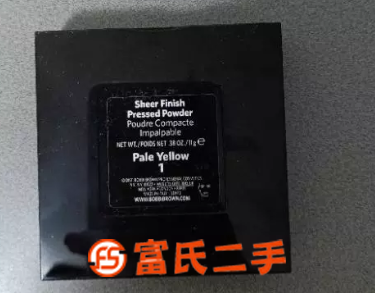 Sheer Finish
Pressed Powder
Poudre Compacte
Impalpable
NET WT./POIDS NET .38 OZ./11g e
Pale Yellow
1
WWW.BOBBIBROWN.COM
FS 富氏二手